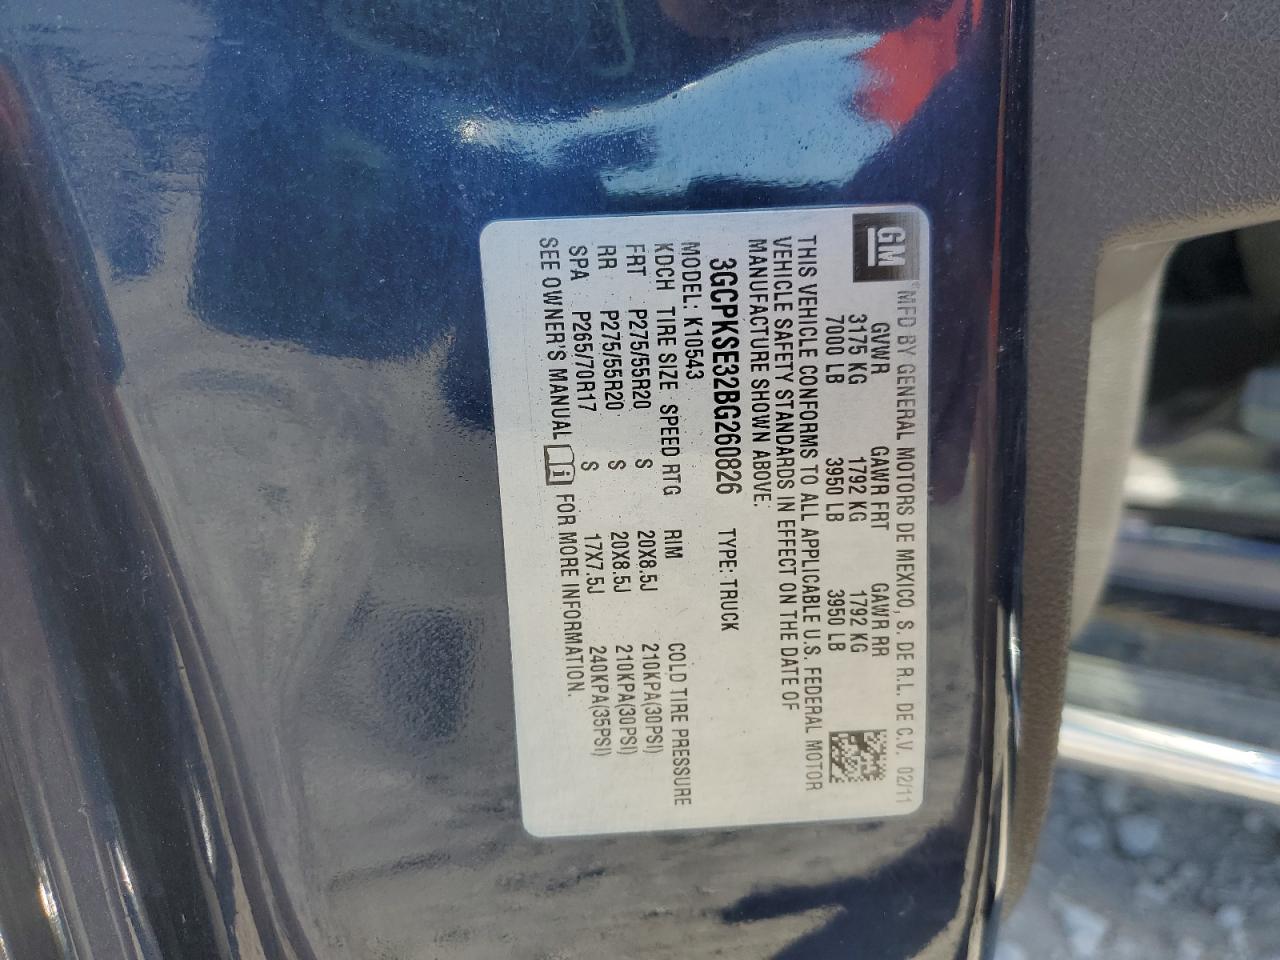 GM
® MFD BY GENERAL MOTORS DE MEXICO, S. DE R.L. DE C.V. 02/11
GVWR GAWR FRT GAWR RR
3175 KG 1792 KG 1792 KG
7000 LB 3950 LB 3950 LB
THIS VEHICLE CONFORMS TO ALL APPLICABLE U.S. FEDERAL MOTOR
VEHICLE SAFETY STANDARDS IN EFFECT ON THE DATE OF
MANUFACTURE SHOWN ABOVE.
3GCPKSE32BG260826 TYPE: TRUCK
MODEL: K10543
KDCH TIRE SIZE SPEED RTG RIM COLD TIRE PRESSURE
FRT P275/55R20 S 20X8.5J 210KPA(30PSI)
RR P275/55R20 S 20X8.5J 210KPA(30PSI)
SPA P265/70R17 S 17X7.5J 240KPA(35PSI)
SEE OWNER'S MANUAL i FOR MORE INFORMATION.